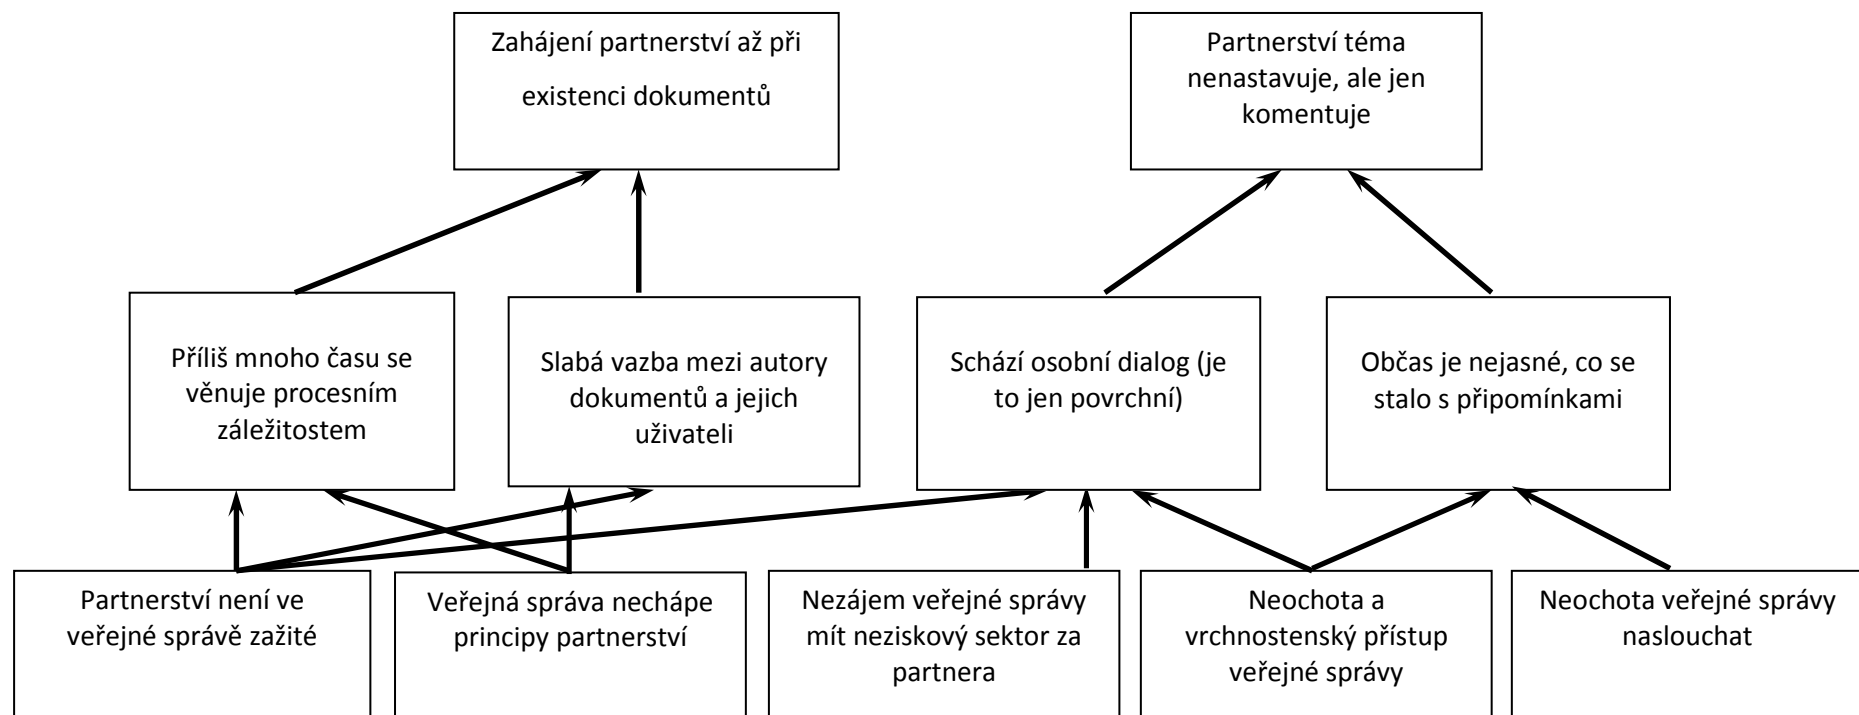 Zahájení partnerství až při
existenci dokumentů
Partnerství téma
nenastavuje, ale jen
komentuje
Příliš mnoho času se
věnuje procesním
záležitostem
Slabá vazba mezi autory
dokumentů a jejich
uživateli
Schází osobní dialog (je
to jen povrchní)
Občas je nejasné, co se
stalo s připomínkami
Partnerství není ve
veřejné správě zažité
Veřejná správa nechápe
principy partnerství
Nezájem veřejné správy
mít neziskový sektor za
partnera
Neochota a
vrchnostenský přístup
veřejné správy
Neochota veřejné správy
naslouchat